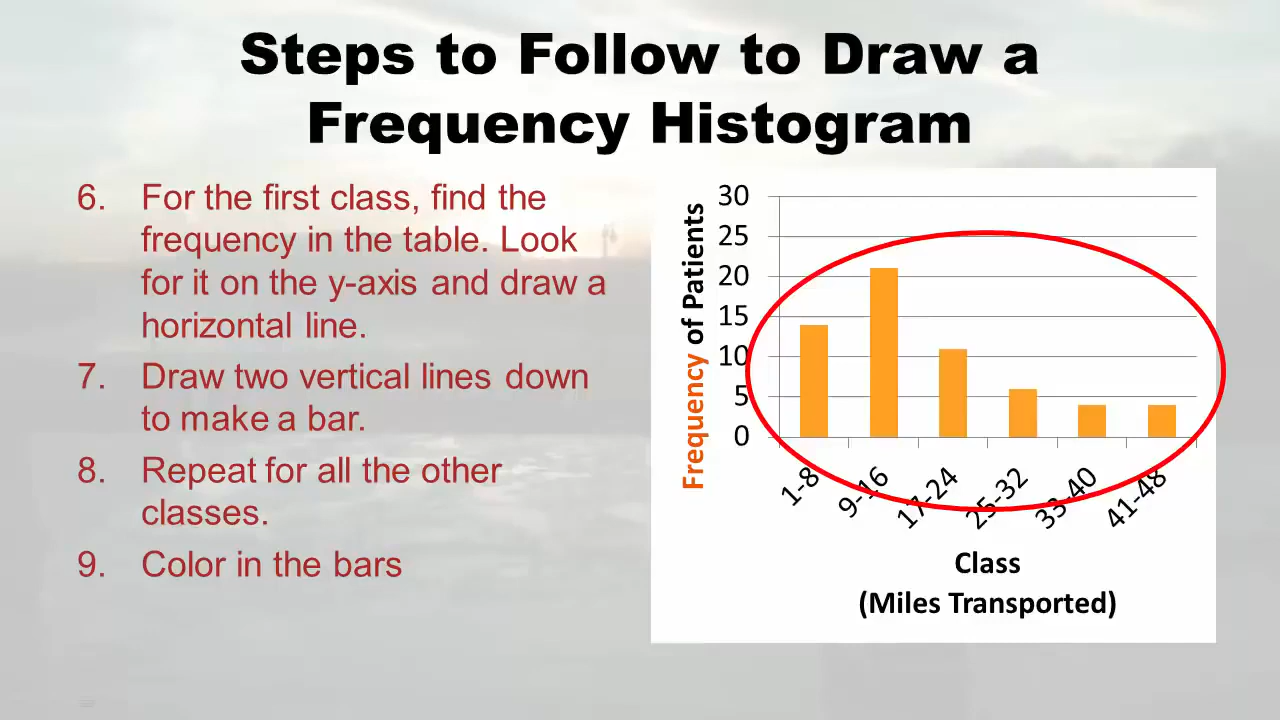 Steps to Follow to Draw a
Frequency Histogram
6. For the first class, find the
frequency in the table. Look
for it on the y-axis and draw a
horizontal line.
7. Draw two vertical lines down
to make a bar.
8. Repeat for all the other
classes.
9. Color in the bars
Frequency of Patients
30
25
20
15
10
5
0
1-8
9-16
17-24
25-32
33-40
41-48
Class
(Miles Transported)